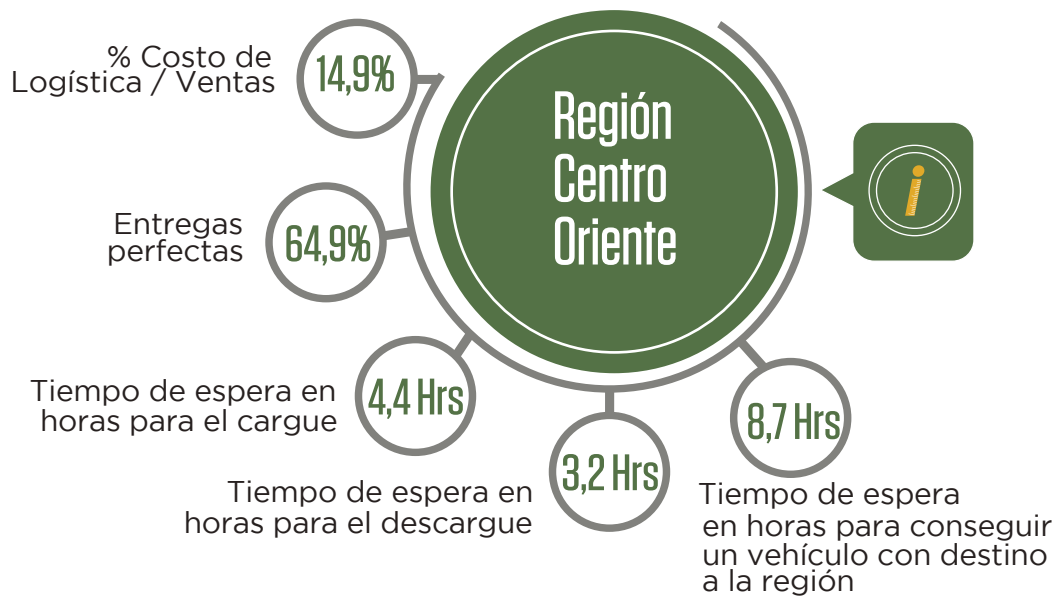 % Costo de
Logística / Ventas
14,9%
Región
Centro
Oriente
i
Entregas
perfectas
64,9%
Tiempo de espera en
horas para el cargue
4,4 Hrs
Tiempo de espera en
horas para el descargue
3,2 Hrs
8,7 Hrs
Tiempo de espera
en horas para conseguir
un vehículo con destino
a la región